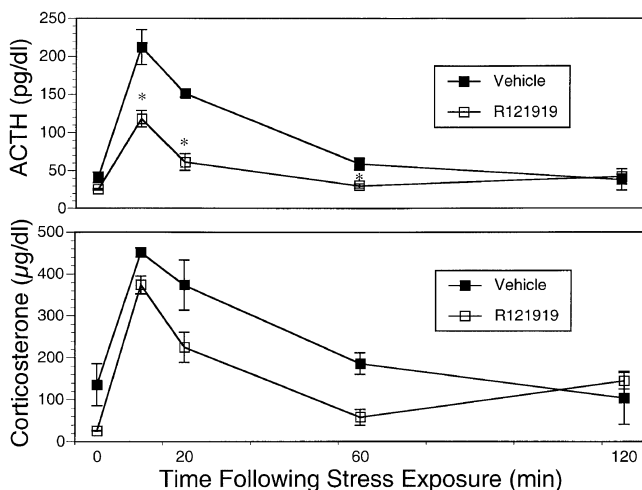 250
200
150
100
50
0
ACTH (pg/dl)
Vehicle
R121919
*
*
*
500
400
300
200
100
0
Corticosterone (µg/dl)
Vehicle
R121919
0 20 60 120
Time Following Stress Exposure (min)